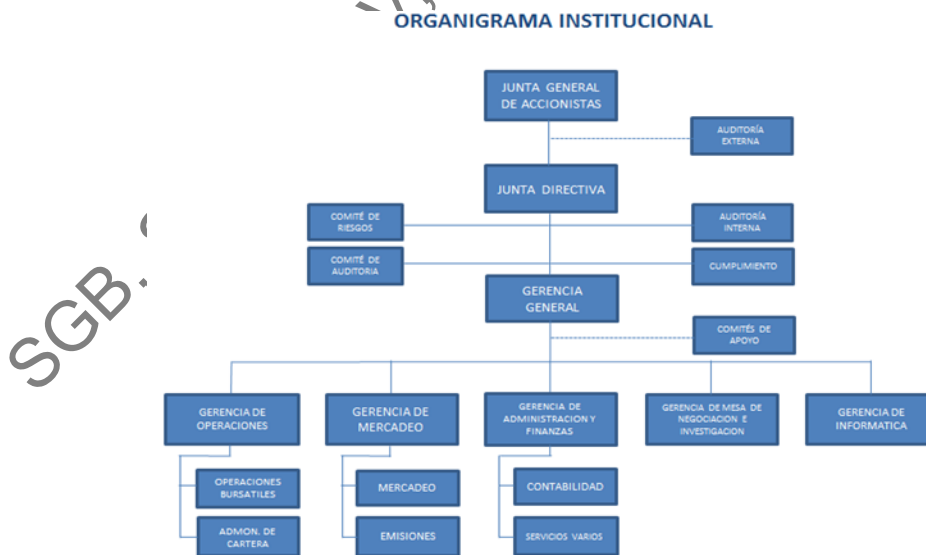 ORGANIGRAMA INSTITUCIONAL
JUNTA GENERAL
DE ACCIONISTAS
AUDITORÍA
EXTERNA
JUNTA DIRECTIVA
COMITÉ DE
RIESGOS
AUDITORÍA
INTERNA
COMITÉ DE
AUDITORIA
CUMPLIMIENTO
GERENCIA
GENERAL
COMITÉS DE
APOYO
GERENCIA DE
OPERACIONES
GERENCIA DE
MERCADEO
GERENCIA DE
ADMINISTRACION Y
FINANZAS
GERENCIA DE MESA DE
NEGOCIACION E
INVESTIGACION
GERENCIA DE
INFORMATICA
OPERACIONES
BURSATILES
MERCADEO
CONTABILIDAD
ADMON. DE
CARTERA
EMISIONES
SERVICIOS VARIOS
SGB.